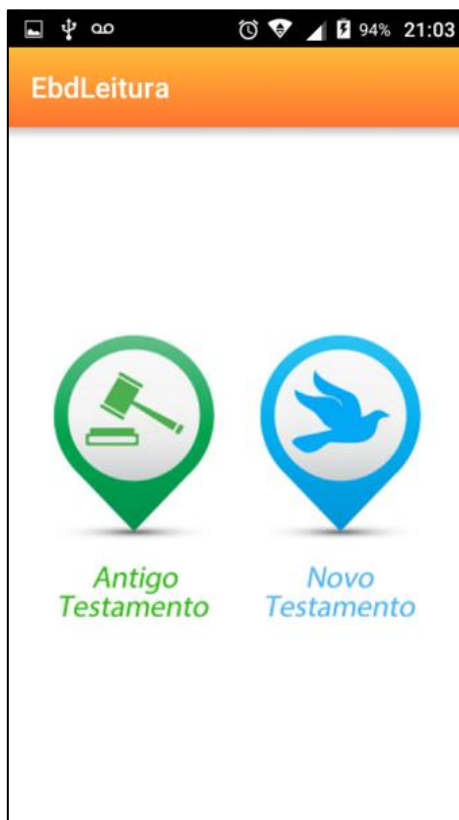 94% 21:03
EbdLeitura
Antigo
Testamento
Novo
Testamento